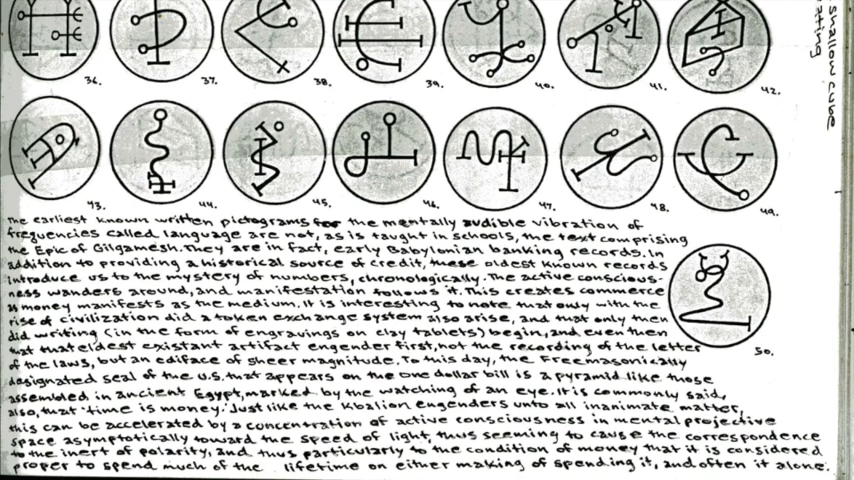 shallow cube
36.
37.
38.
39.
40.
41.
42.
43.
44.
45.
46.
47.
48.
49.
The earliest known written pictograms for the mentally audible vibration of
frequencies called language are not, as is taught in schools, the text comprising
the Epic of Gilgamesh. They are in fact, early Babylonian banking records. In
addition to providing a historical source of credit, these oldest known records
introduce us to the mystery of numbers, chronologically. The active conscious-
ness wanders around, and manifestation follows it. This creates commerce
as money manifests as the medium. It is interesting to note that only with the
rise of civilization did a token exchange system also arise, and that only then
did writing (in the form of engravings on clay tablets) begin, and even then
that that eldest existant artifact engender first, not the recording of the letter
of the laws, but an ediface of sheer magnitude. To this day, the Freemasonically
50.
designated seal of the U.S. that appears on the one dollar bill is a pyramid like those
assembled in ancient Egypt, marked by the watching of an eye. It is commonly said,
also, that "time is money. Just like the Kbalion engenders unto all inanimate matter,
this can be accelerated by a concentration of active consciousness in mental projective
space asymptotically toward the speed of light, thus seeming to cause the correspondence
to the inert of polarity, and thus particularly to the condition of money that it is considered
proper to spend much of the lifetime on either making of spending it, and often it alone.